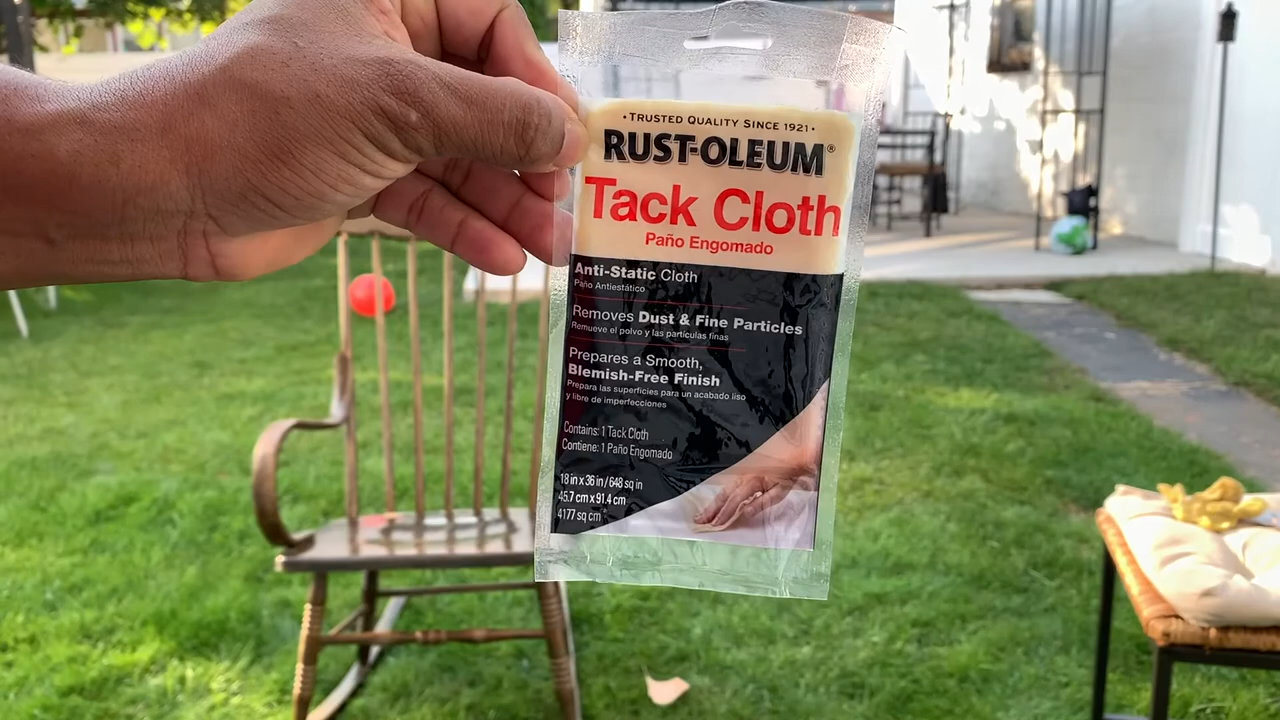 • TRUSTED QUALITY SINCE 1921 •
RUST-OLEUM®
Tack Cloth
Paño Engomado
Anti-Static Cloth
Paño Antiestático
Removes Dust & Fine Particles
Remueve el polvo y las partículas finas
Prepares a Smooth,
Blemish-Free Finish
Prepara las superficies para un acabado liso
y libre de imperfecciones
Contains: 1 Tack Cloth
Contiene: 1 Paño Engomado
18 in x 36 in / 648 sq in
45.7 cm x 91.4 cm
4177 sq cm